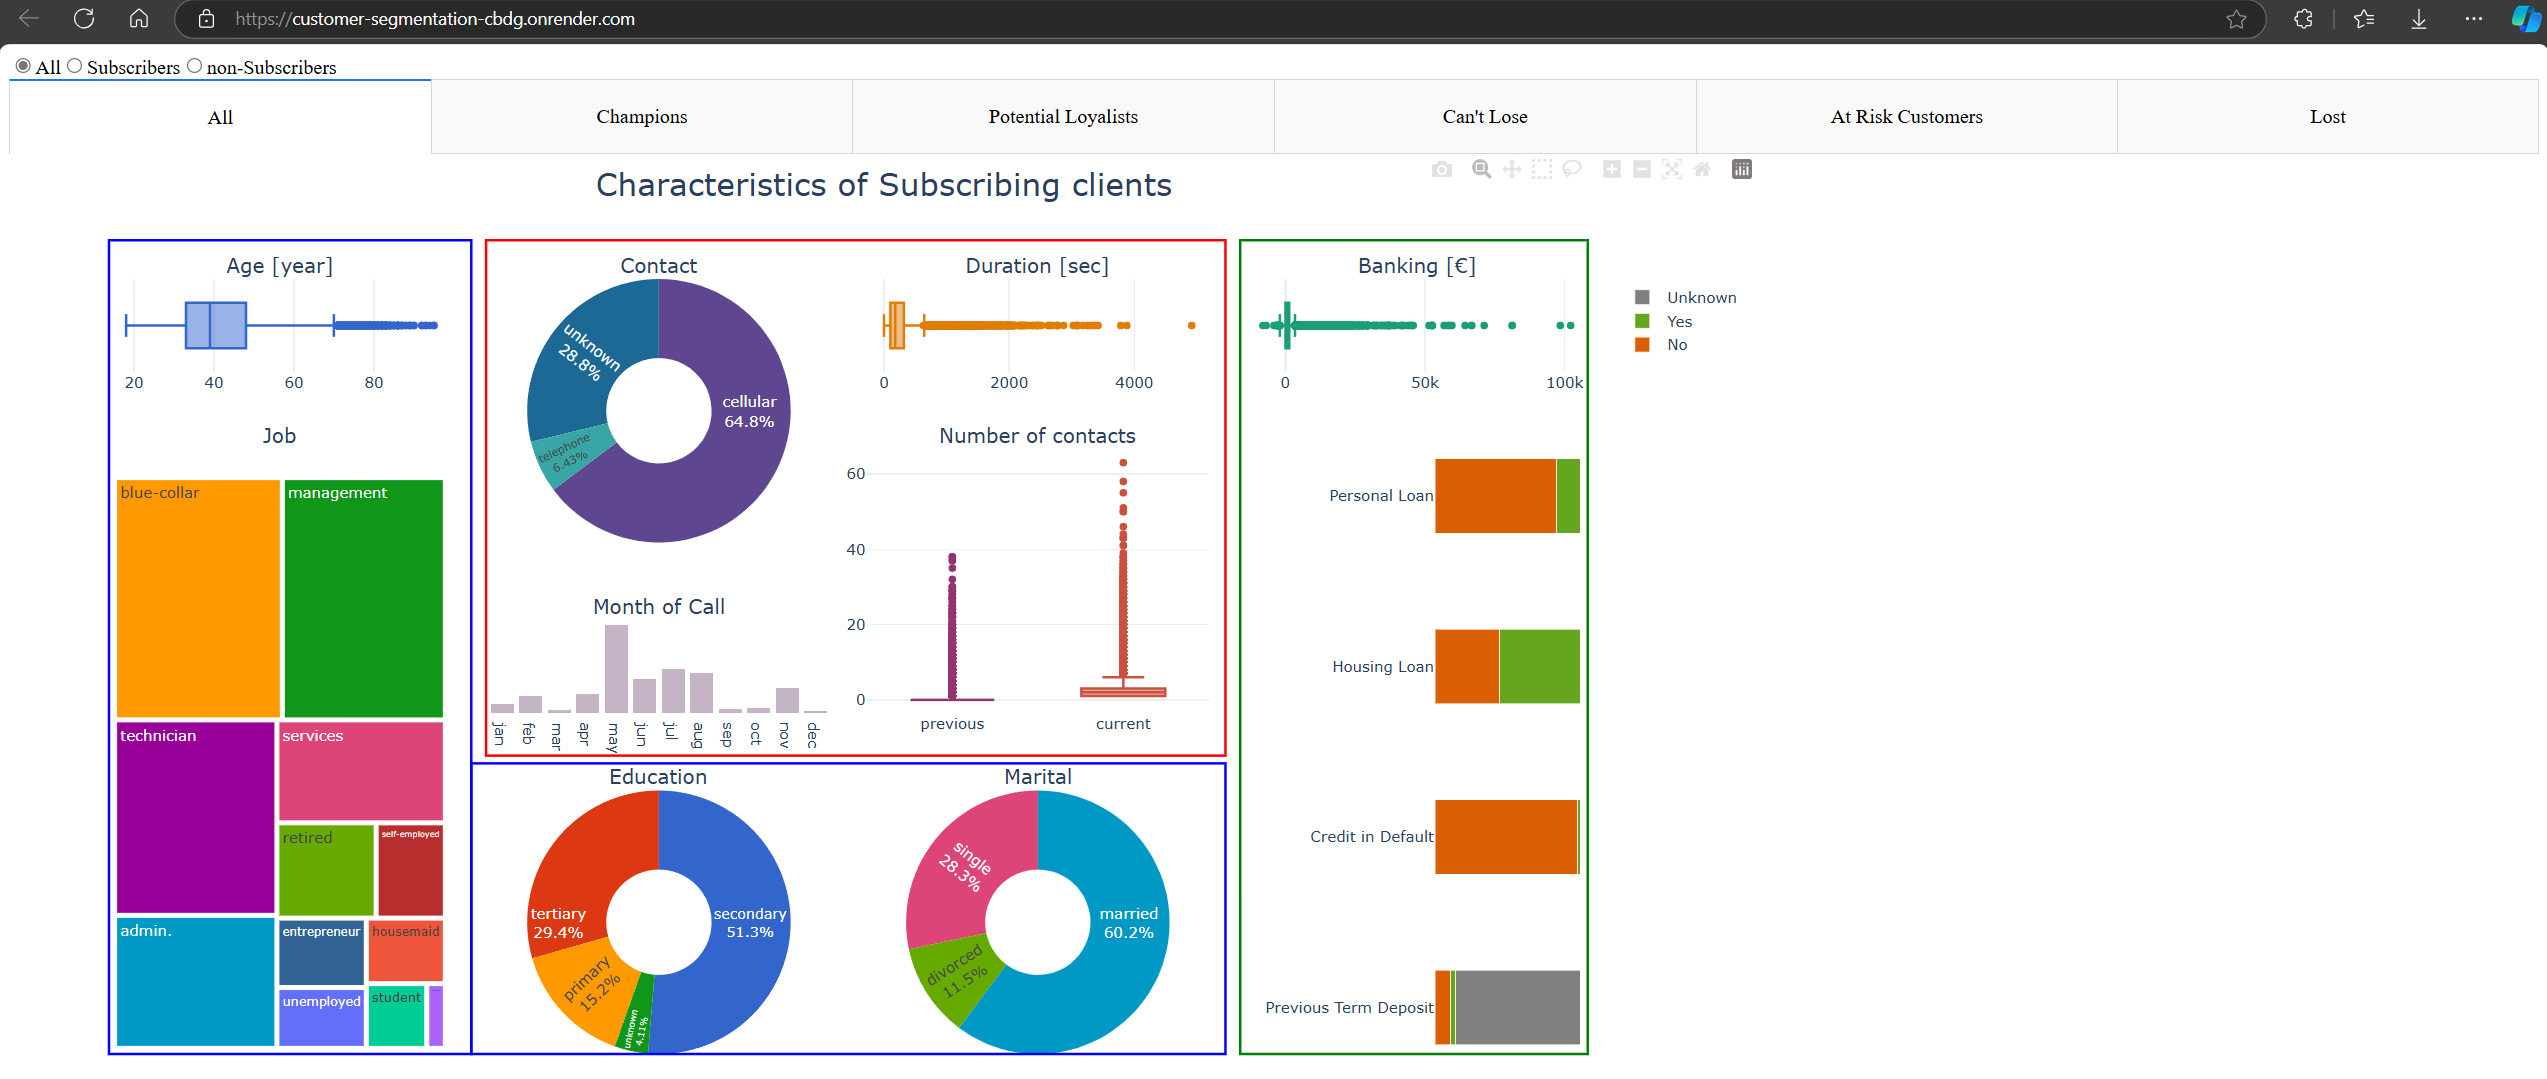 https://customer-segmentation-cbdg.onrender.com
All Subscribers non-Subscribers
All Champions Potential Loyalists Can't Lose At Risk Customers Lost
Characteristics of Subscribing clients
Age [year]
20 40 60 80
Job
blue-collar
management
technician
services
retired
self-employed
admin.
entrepreneur
housemaid
unemployed
student
Contact
unknown
28.8%
cellular
64.8%
telephone
6.43%
Duration [sec]
0 2000 4000
Number of contacts
60
40
20
0
previous current
Month of Call
jan feb mar apr may jun jul aug sep oct nov dec
Education
tertiary
29.4%
secondary
51.3%
primary
15.2%
unknown
4.11%
Marital
single
28.3%
married
60.2%
divorced
11.5%
Banking [€]
0 50k 100k
Personal Loan
Housing Loan
Credit in Default
Previous Term Deposit
Unknown
Yes
No